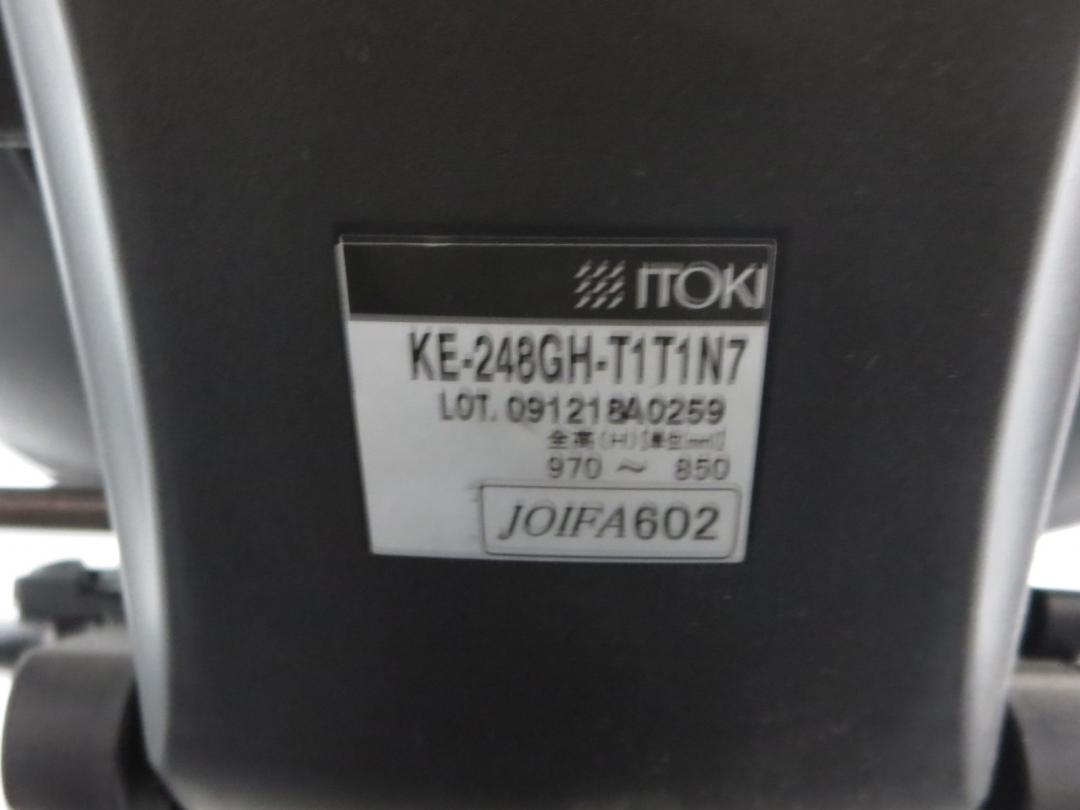 ITOKI
KE-248GH-T1T1N7
LOT. 091218A0259
全高(H)[単位(mm)]
970 ～ 850
JOIFA602